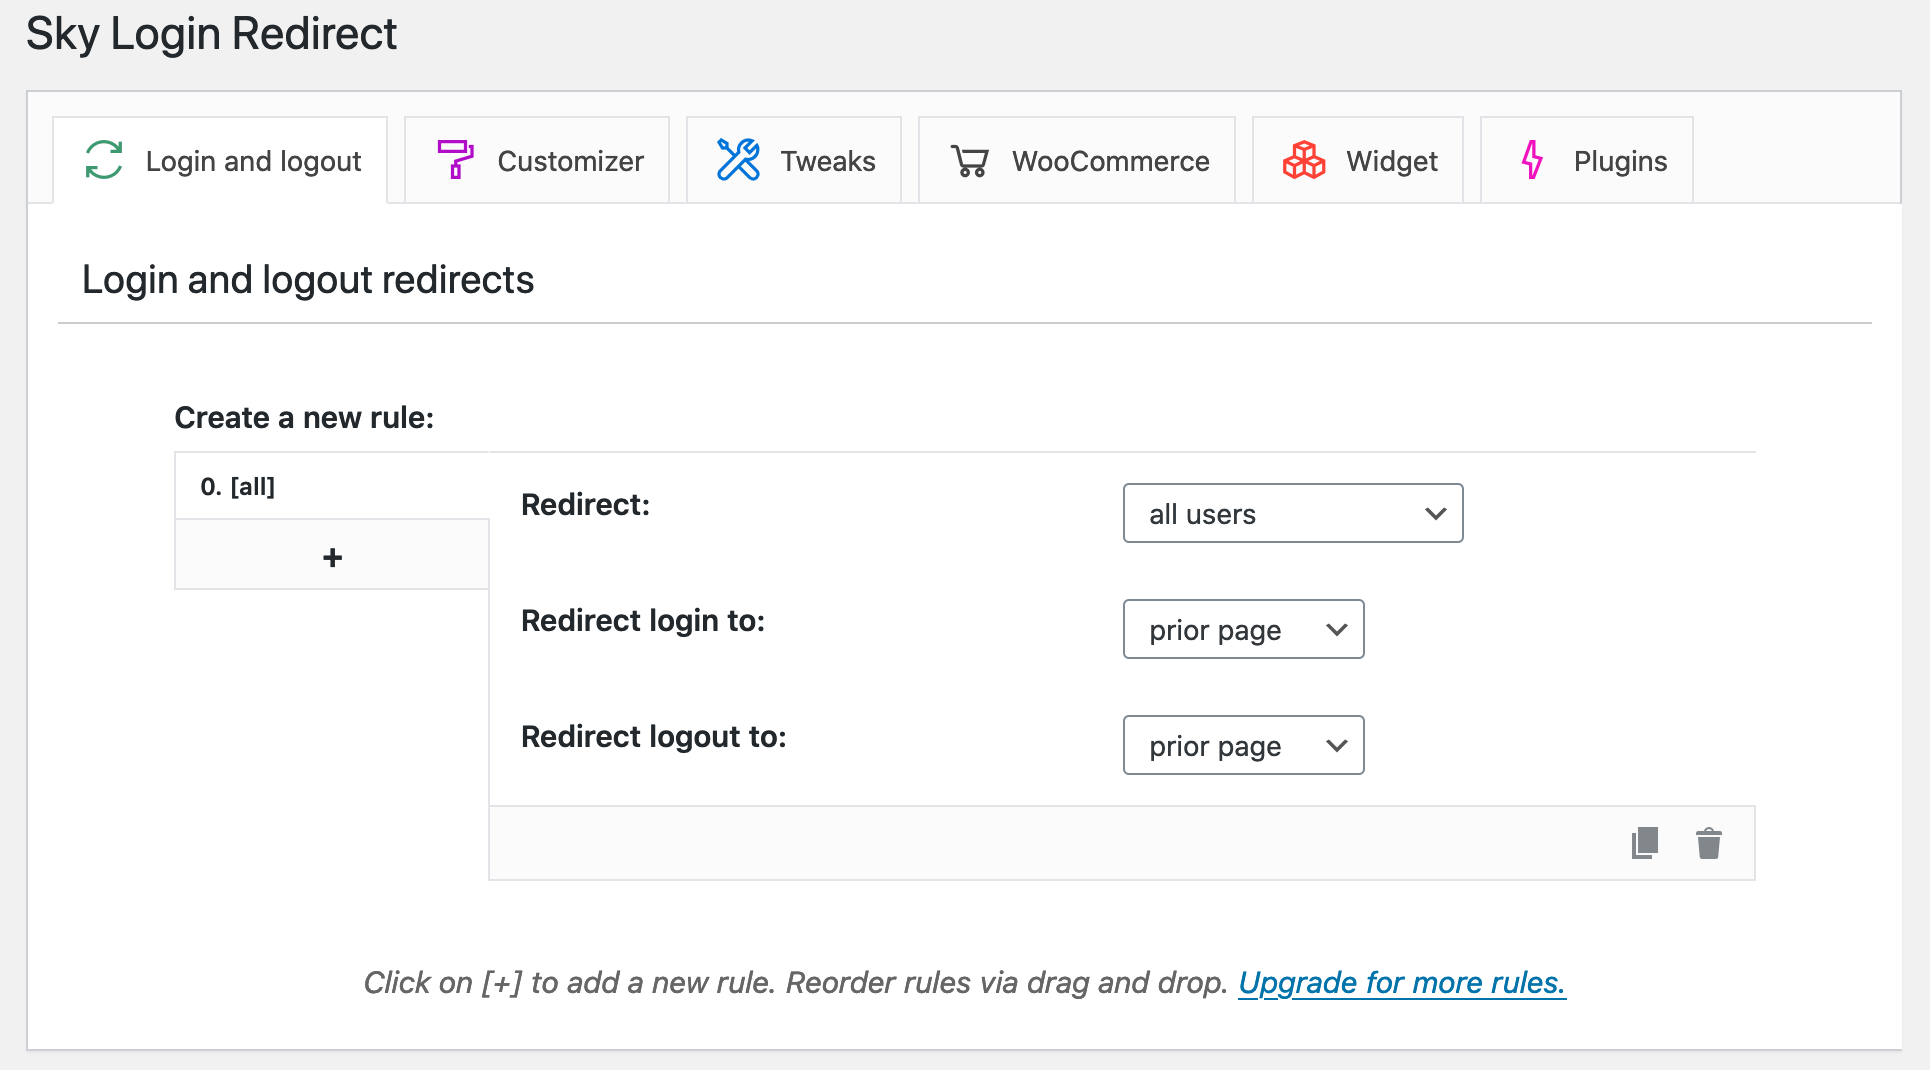 Sky Login Redirect
Login and logout
Customizer
Tweaks
WooCommerce
Widget
Plugins
Login and logout redirects
Create a new rule:
0. [all]
+
Redirect:
all users
Redirect login to:
prior page
Redirect logout to:
prior page
Click on [+] to add a new rule. Reorder rules via drag and drop. Upgrade for more rules.